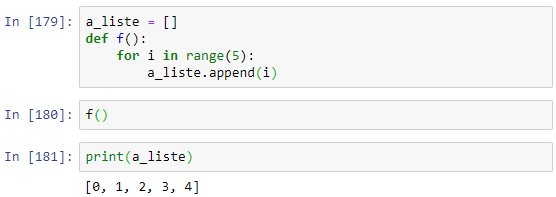 In [179]: a_liste = []
def f():
    for i in range(5):
        a_liste.append(i)
In [180]: f()
In [181]: print(a_liste)
[0, 1, 2, 3, 4]